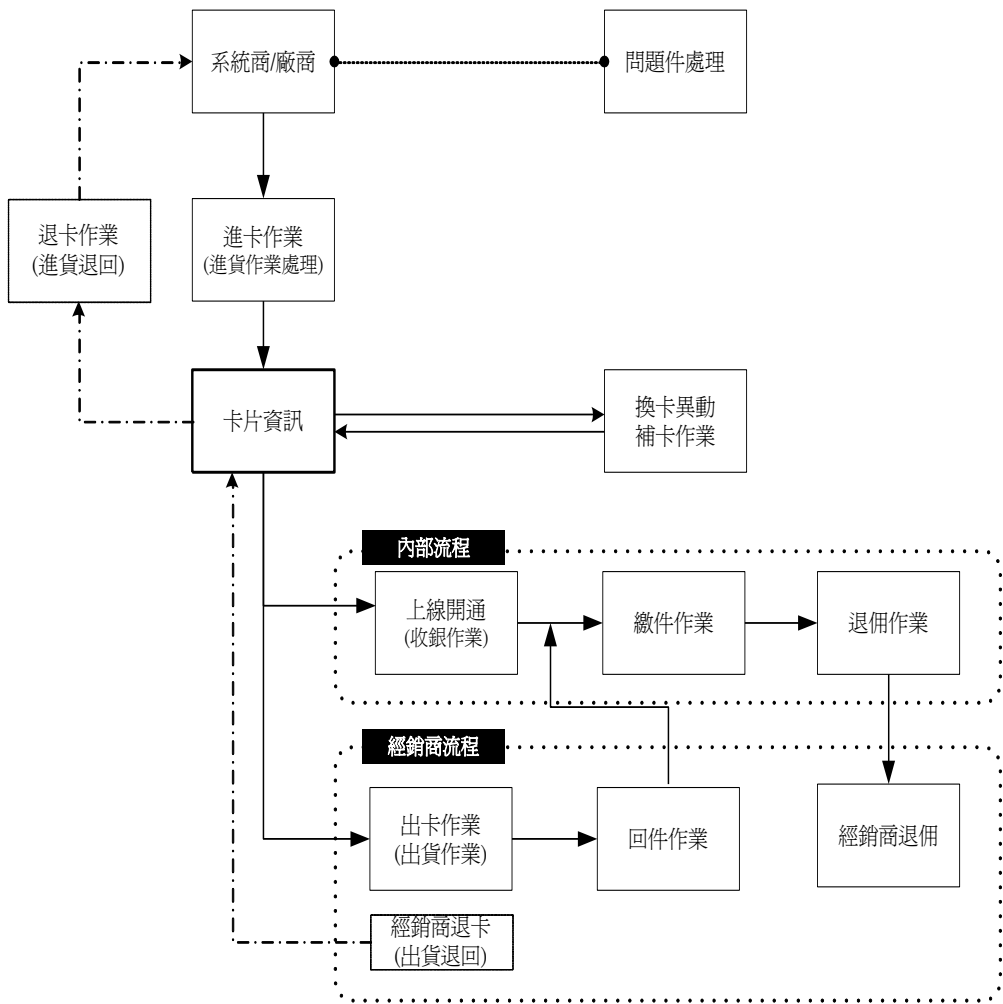 系統商/廠商
問題件處理
退卡作業
(進貨退回)
進卡作業
(進貨作業處理)
卡片資訊
換卡異動
補卡作業
內部流程
上線開通
(收銀作業)
繳件作業
退佣作業
經銷商流程
出卡作業
(出貨作業)
回件作業
經銷商退佣
經銷商退卡
(出貨退回)